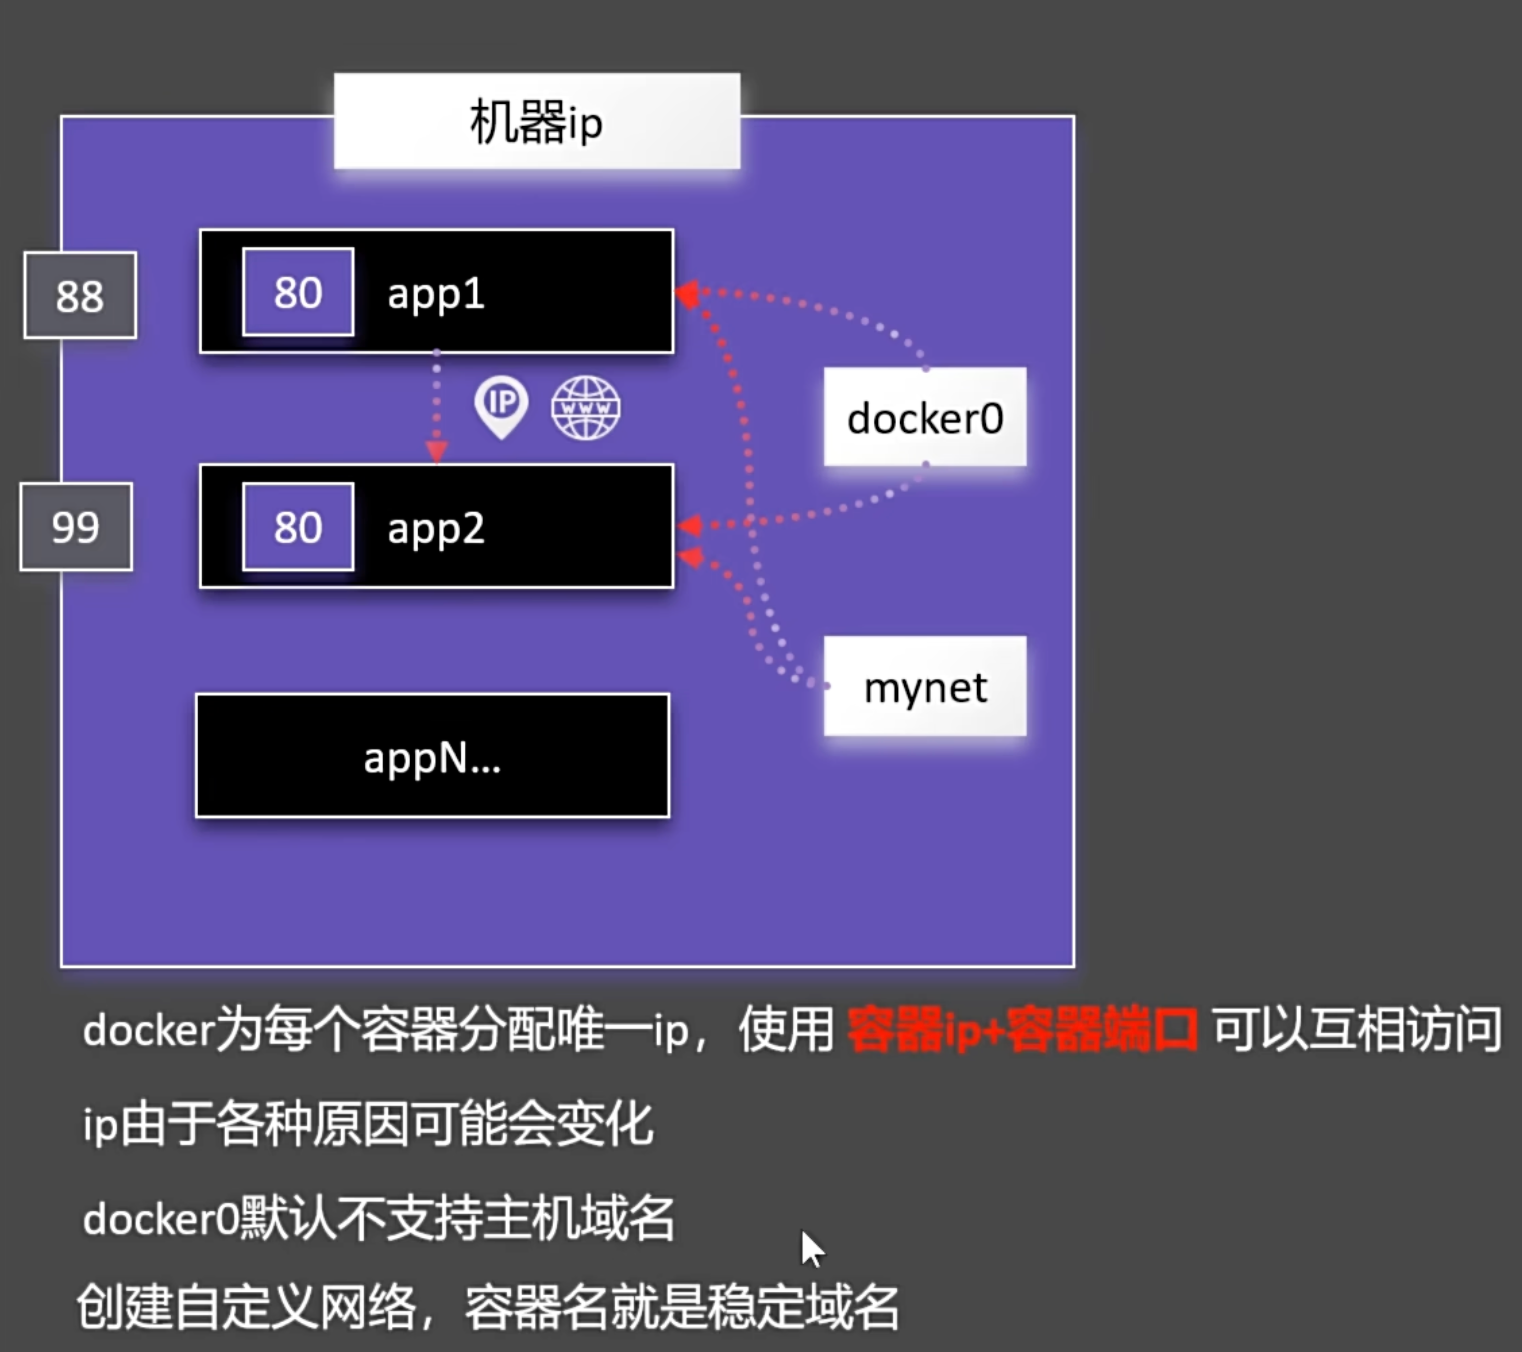 机器ip
88
80 app1
IP
www
docker0
99
80 app2
mynet
appN...
docker为每个容器分配唯一ip，使用 容器ip+容器端口 可以互相访问
ip由于各种原因可能会变化
docker0默认不支持主机域名
创建自定义网络，容器名就是稳定域名